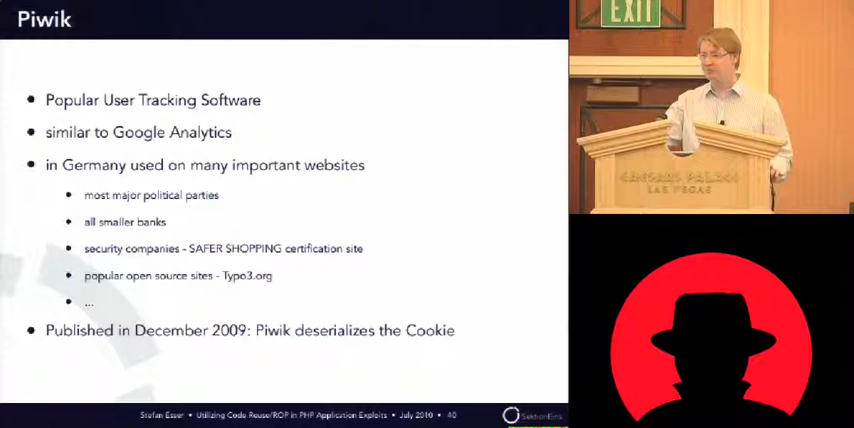 Piwik
EXIT
• Popular User Tracking Software
• similar to Google Analytics
• in Germany used on many important websites
• most major political parties
• all smaller banks
• security companies - SAFER SHOPPING certification site
• popular open source sites - Typo3.org
• ...
• Published in December 2009: Piwik deserializes the Cookie
CAESARS PALACE
LAS VEGAS
Stefan Esser • Utilizing Code Reuse/ROP in PHP Application Exploits • July 2010 • 40
SektionEins